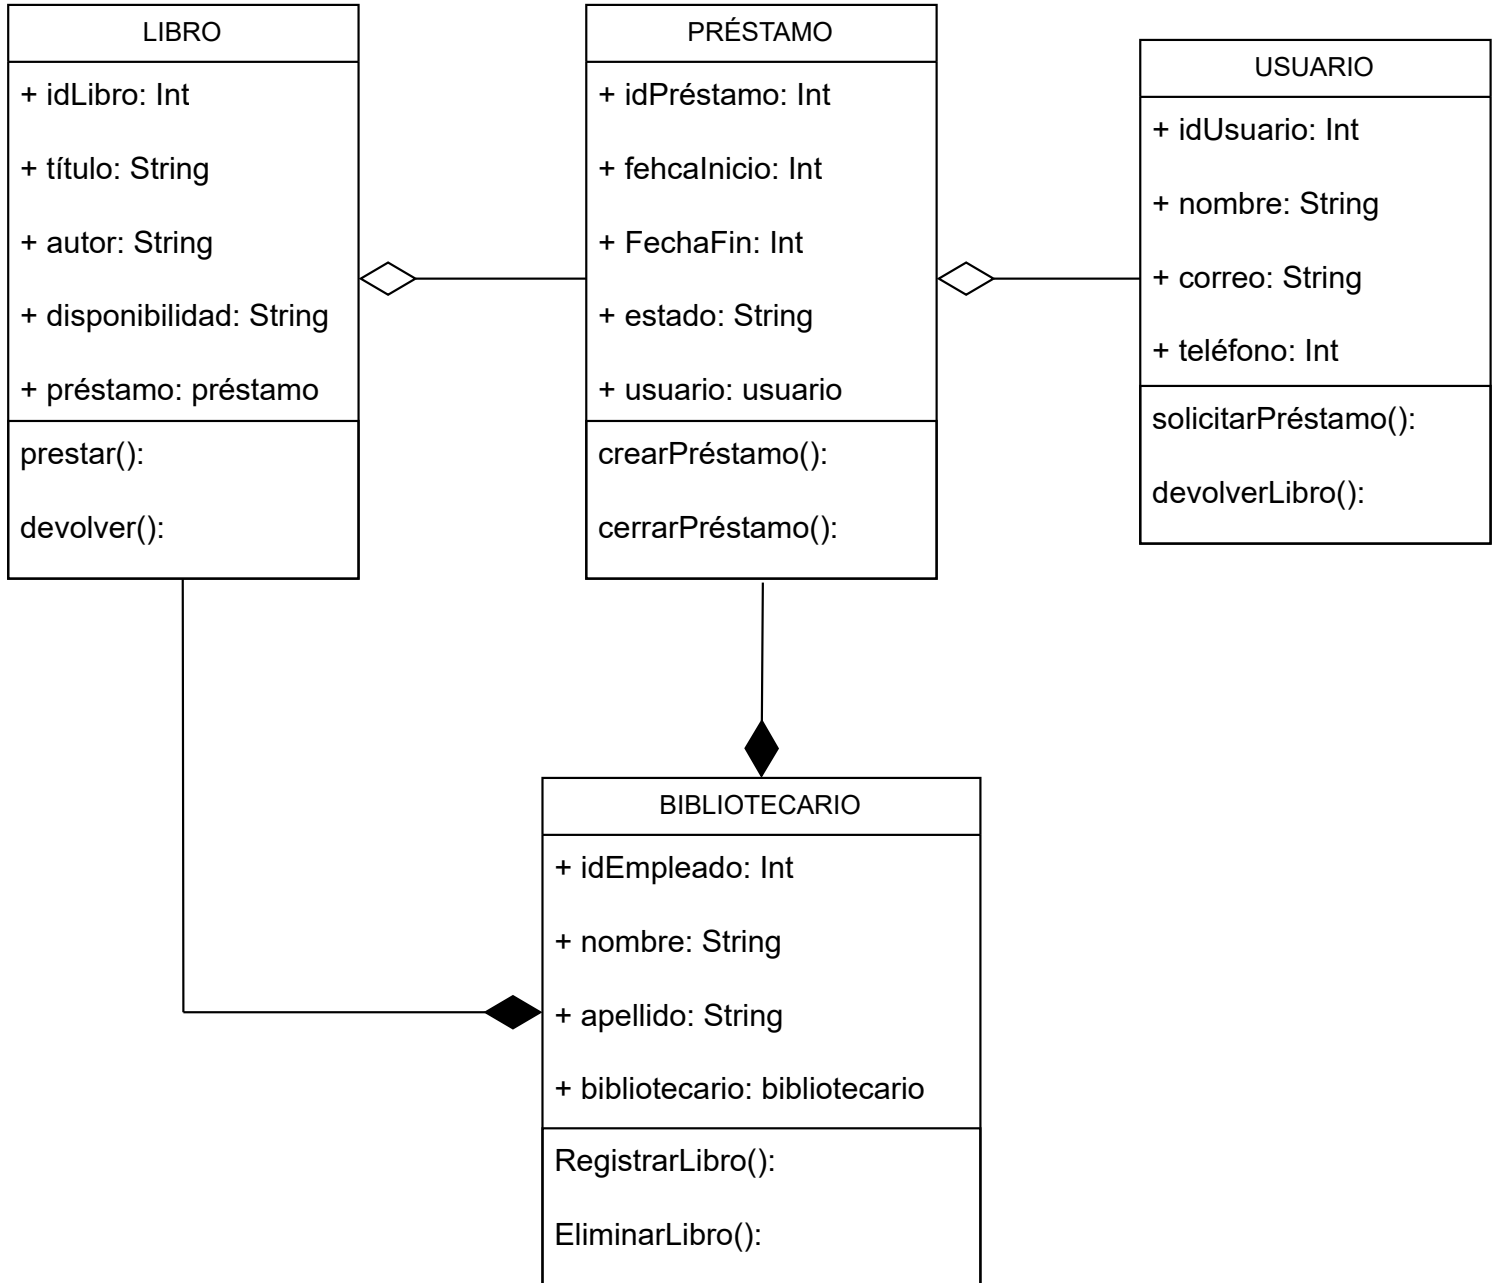 LIBRO
+ idLibro: Int
+ título: String
+ autor: String
+ disponibilidad: String
+ préstamo: préstamo
prestar():
devolver():
PRÉSTAMO
+ idPréstamo: Int
+ fehcaInicio: Int
+ FechaFin: Int
+ estado: String
+ usuario: usuario
crearPréstamo():
cerrarPréstamo():
USUARIO
+ idUsuario: Int
+ nombre: String
+ correo: String
+ teléfono: Int
solicitarPréstamo():
devolverLibro():
BIBLIOTECARIO
+ idEmpleado: Int
+ nombre: String
+ apellido: String
+ bibliotecario: bibliotecario
RegistrarLibro():
EliminarLibro():